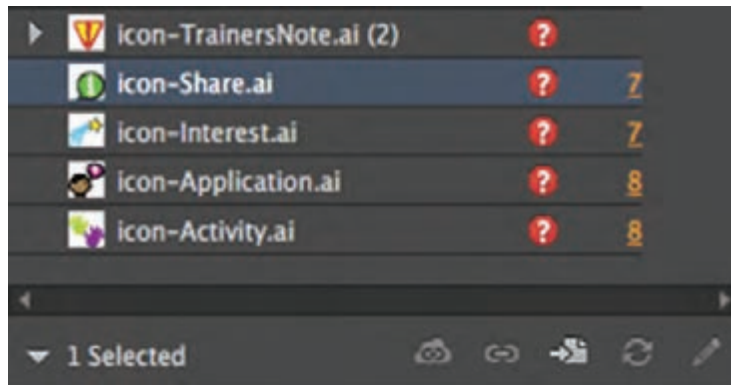 icon-TrainersNote.ai (2) ?
icon-Share.ai ? 7
icon-Interest.ai ? 7
icon-Application.ai ? 8
icon-Activity.ai ? 8
1 Selected